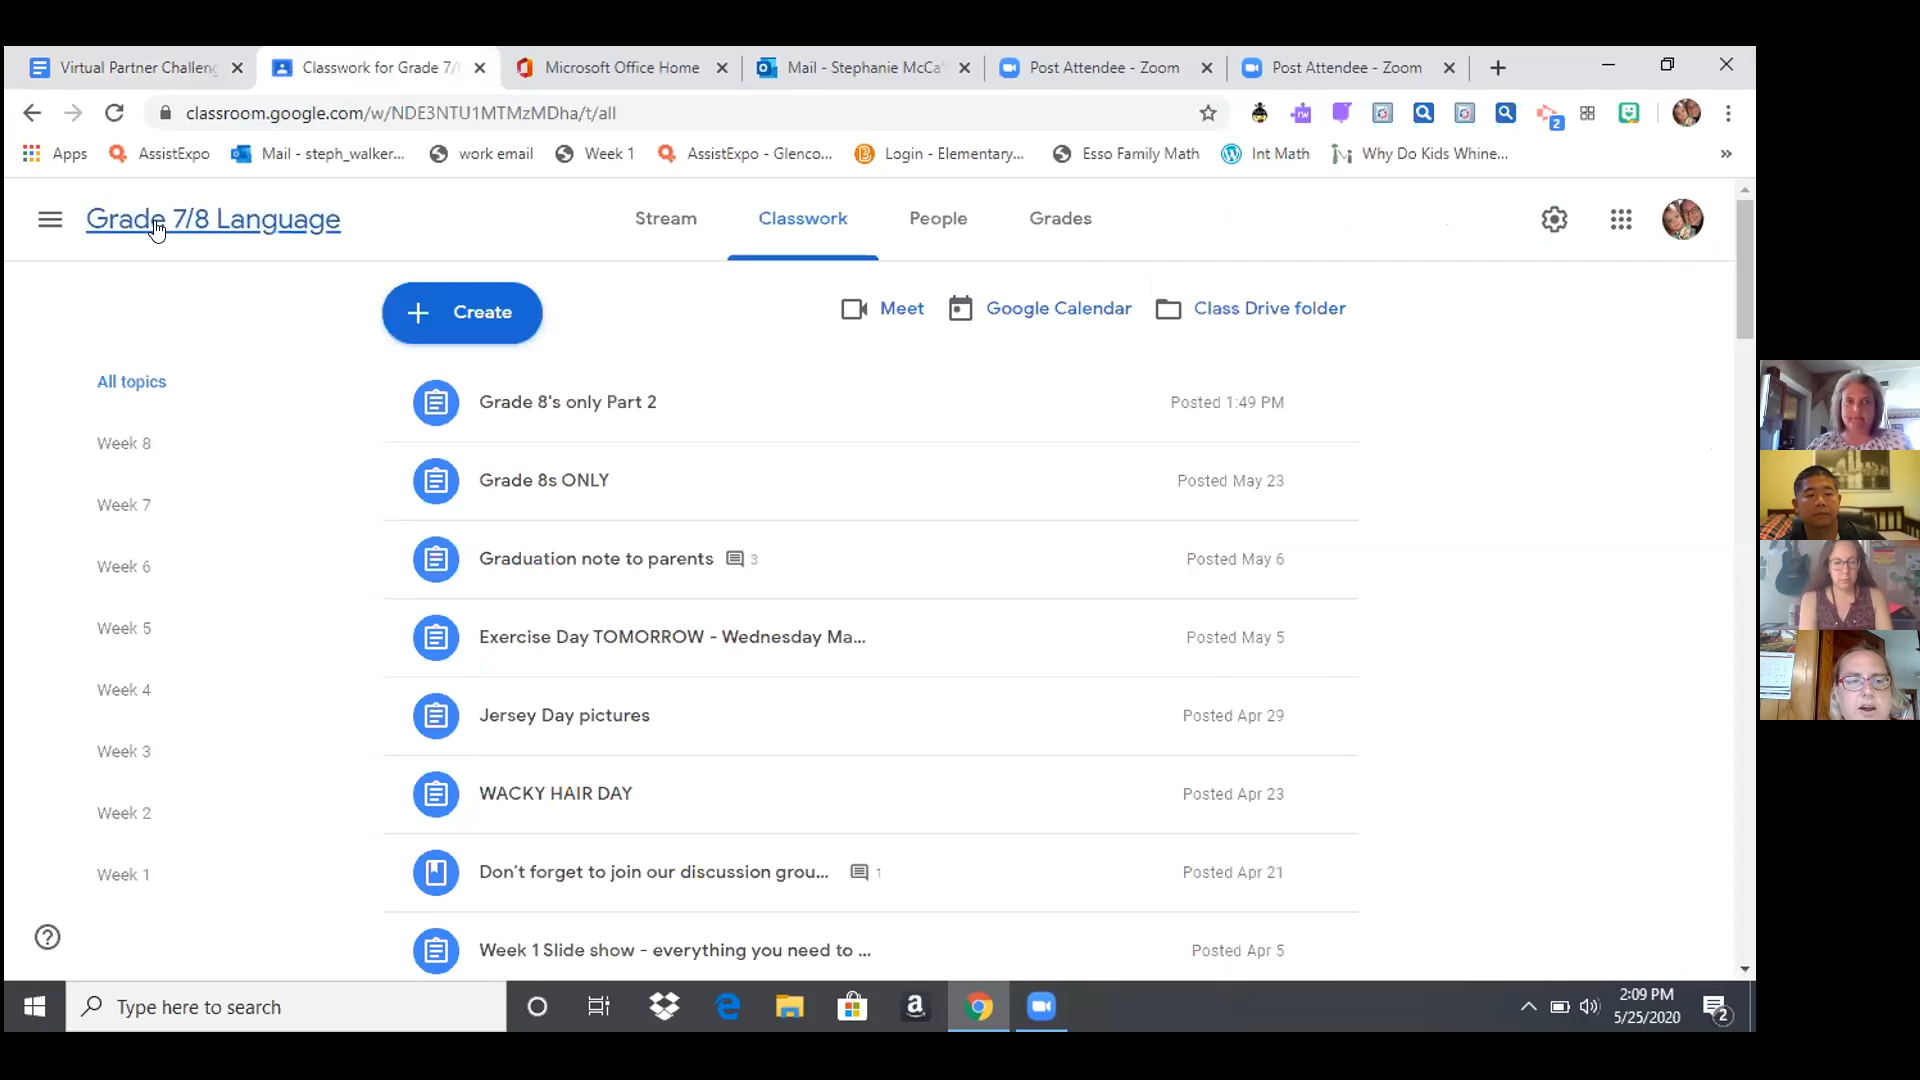 Virtual Partner Challeng
Classwork for Grade 7/
Microsoft Office Home
Mail - Stephanie McCa
Post Attendee - Zoom
Post Attendee - Zoom
classroom.google.com/w/NDE3NTU1MTMzMDha/t/all
rw
2
Apps
AssistExpo
Mail - steph_walker...
work email
Week 1
AssistExpo - Glenco...
Login - Elementary...
Esso Family Math
Int Math
Why Do Kids Whine...
Grade 7/8 Language
Stream
Classwork
People
Grades
Create
Meet
Google Calendar
Class Drive folder
All topics
Week 8
Week 7
Week 6
Week 5
Week 4
Week 3
Week 2
Week 1
Grade 8's only Part 2
Posted 1:49 PM
Grade 8s ONLY
Posted May 23
Graduation note to parents 3
Posted May 6
Exercise Day TOMORROW - Wednesday Ma...
Posted May 5
Jersey Day pictures
Posted Apr 29
WACKY HAIR DAY
Posted Apr 23
Don't forget to join our discussion grou... 1
Posted Apr 21
Week 1 Slide show - everything you need to ...
Posted Apr 5
Type here to search
2:09 PM
5/25/2020
2